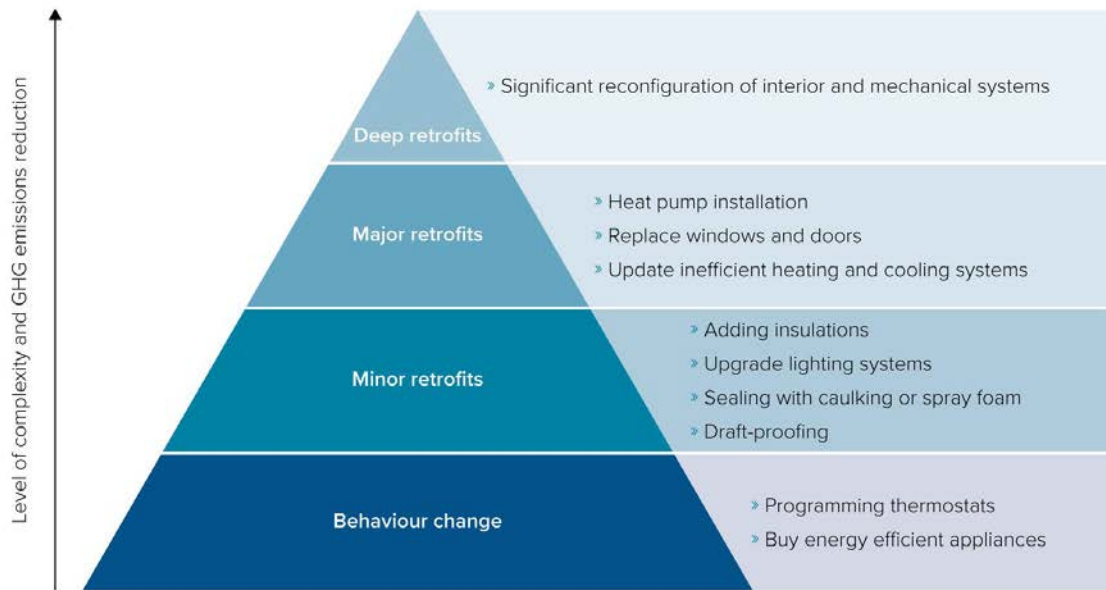 Level of complexity and GHG emissions reduction
Deep retrofits
» Significant reconfiguration of interior and mechanical systems
Major retrofits
» Heat pump installation
» Replace windows and doors
» Update inefficient heating and cooling systems
Minor retrofits
» Adding insulations
» Upgrade lighting systems
» Sealing with caulking or spray foam
» Draft-proofing
Behaviour change
» Programming thermostats
» Buy energy efficient appliances